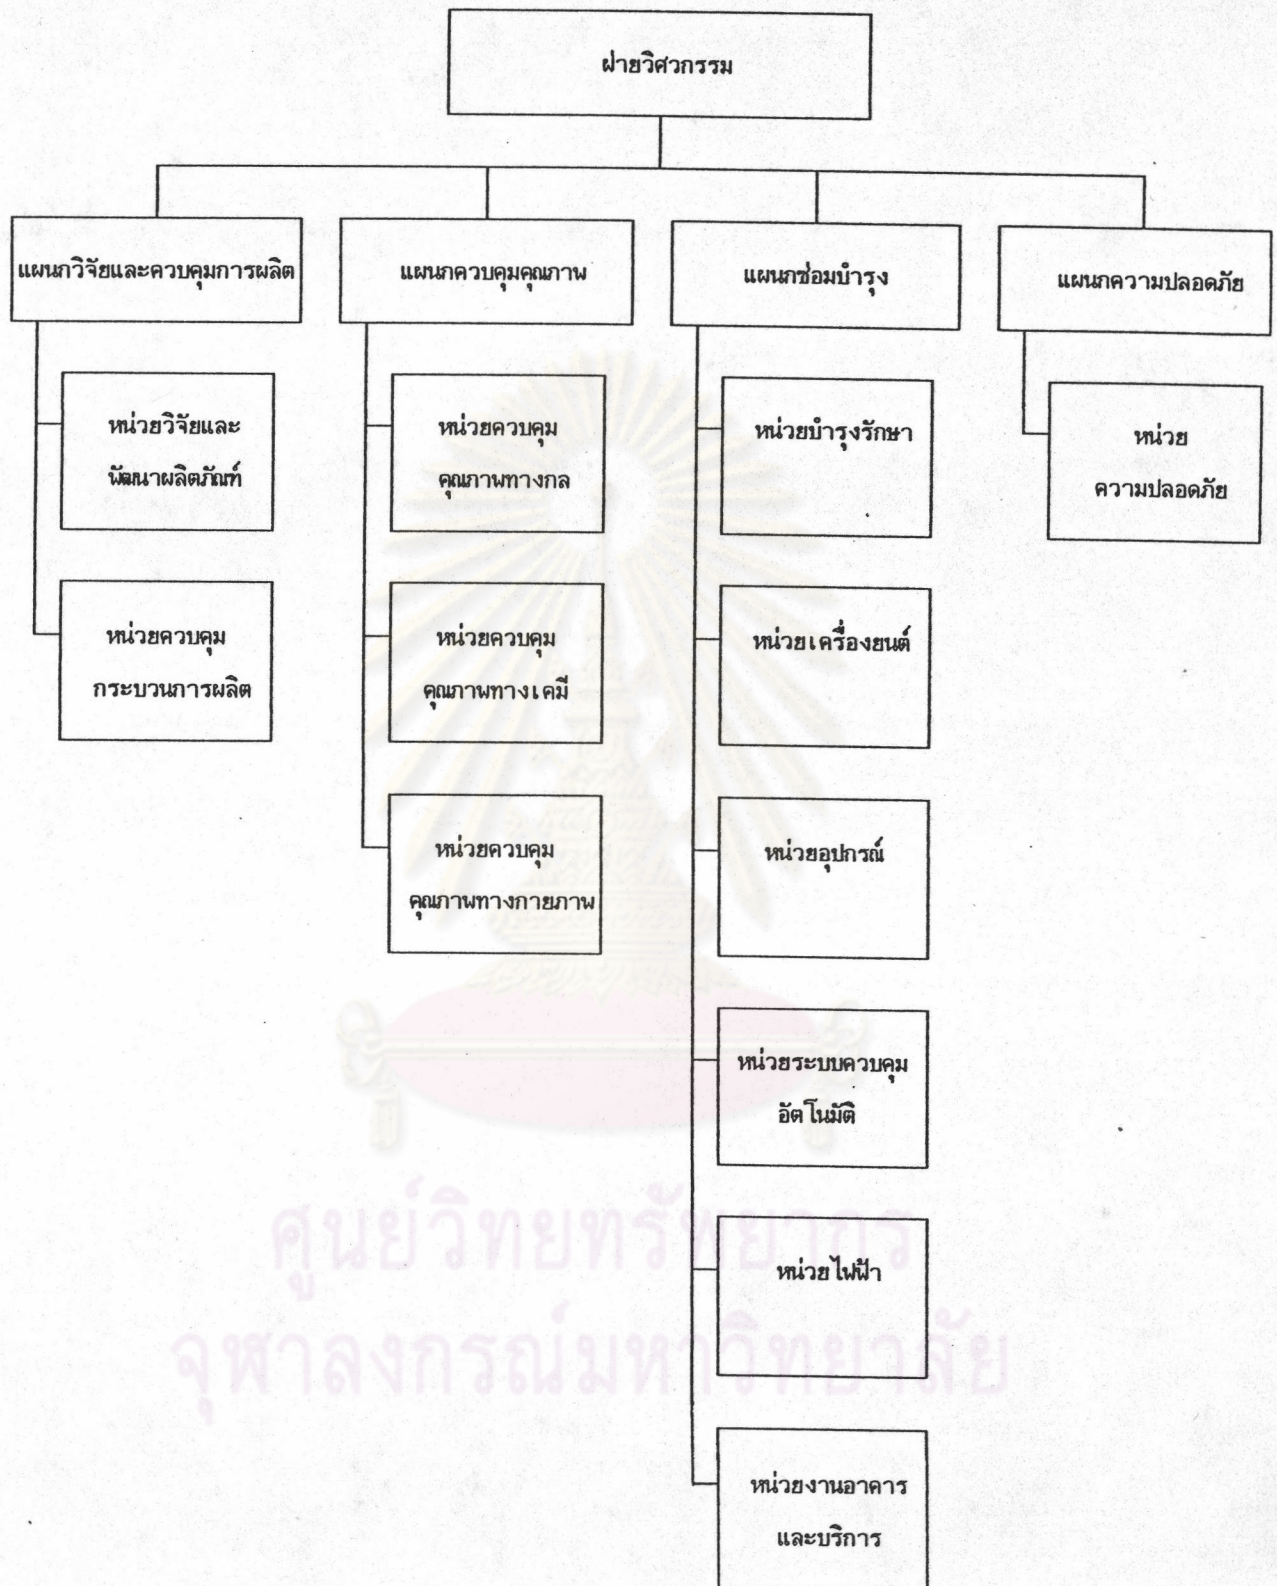 ฝ่ายวิศวกรรม
แผนกวิจัยและควบคุมการผลิต
แผนกควบคุมคุณภาพ
แผนกซ่อมบำรุง
แผนกความปลอดภัย
หน่วยวิจัยและ
พัฒนาผลิตภัณฑ์
หน่วยควบคุม
กระบวนการผลิต
หน่วยควบคุม
คุณภาพทางกล
หน่วยควบคุม
คุณภาพทางเคมี
หน่วยควบคุม
คุณภาพทางกายภาพ
หน่วยบำรุงรักษา
หน่วยเครื่องยนต์
หน่วยอุปกรณ์
หน่วยระบบควบคุม
อัตโนมัติ
หน่วยไฟฟ้า
หน่วยงานอาคาร
และบริการ
หน่วย
ความปลอดภัย
ศูนย์วิทยทรัพยากร
จุฬาลงกรณ์มหาวิทยาลัย